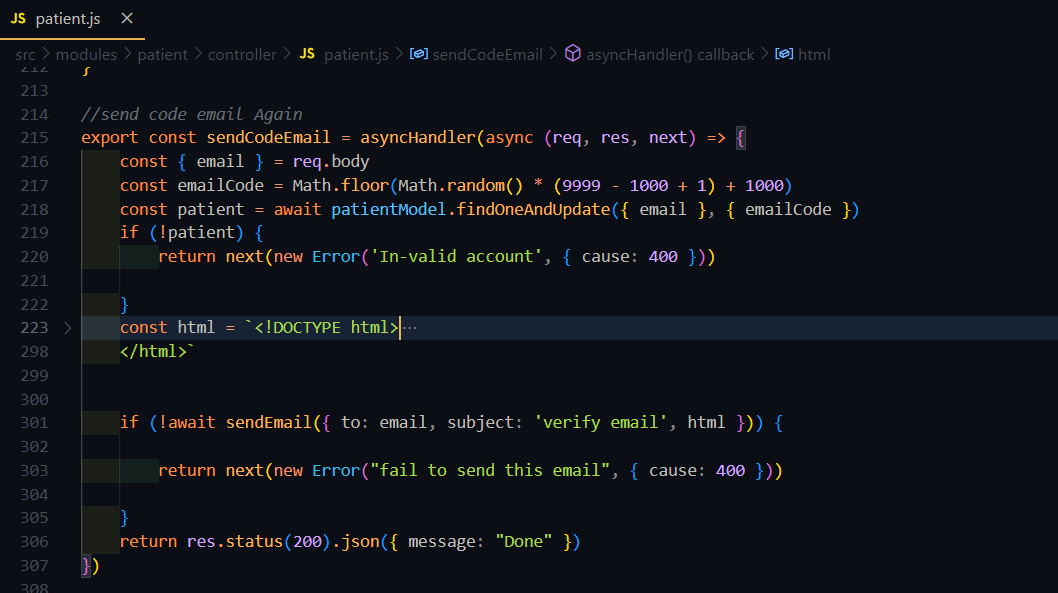 JS patient.js ×
src > modules > patient > controller > JS patient.js > sendCodeEmail > asyncHandler() callback > html
212 }
213
214 //send code email Again
215 export const sendCodeEmail = asyncHandler(async (req, res, next) => {
216 const { email } = req.body
217 const emailCode = Math.floor(Math.random() * (9999 - 1000 + 1) + 1000)
218 const patient = await patientModel.findOneAndUpdate({ email }, { emailCode })
219 if (!patient) {
220 return next(new Error('In-valid account', { cause: 400 }))
221
222 }
223 > const html = `<!DOCTYPE html>···
298 </html>`
299
300
301 if (!await sendEmail({ to: email, subject: 'verify email', html })) {
302
303 return next(new Error("fail to send this email", { cause: 400 }))
304
305 }
306 return res.status(200).json({ message: "Done" })
307 })
308